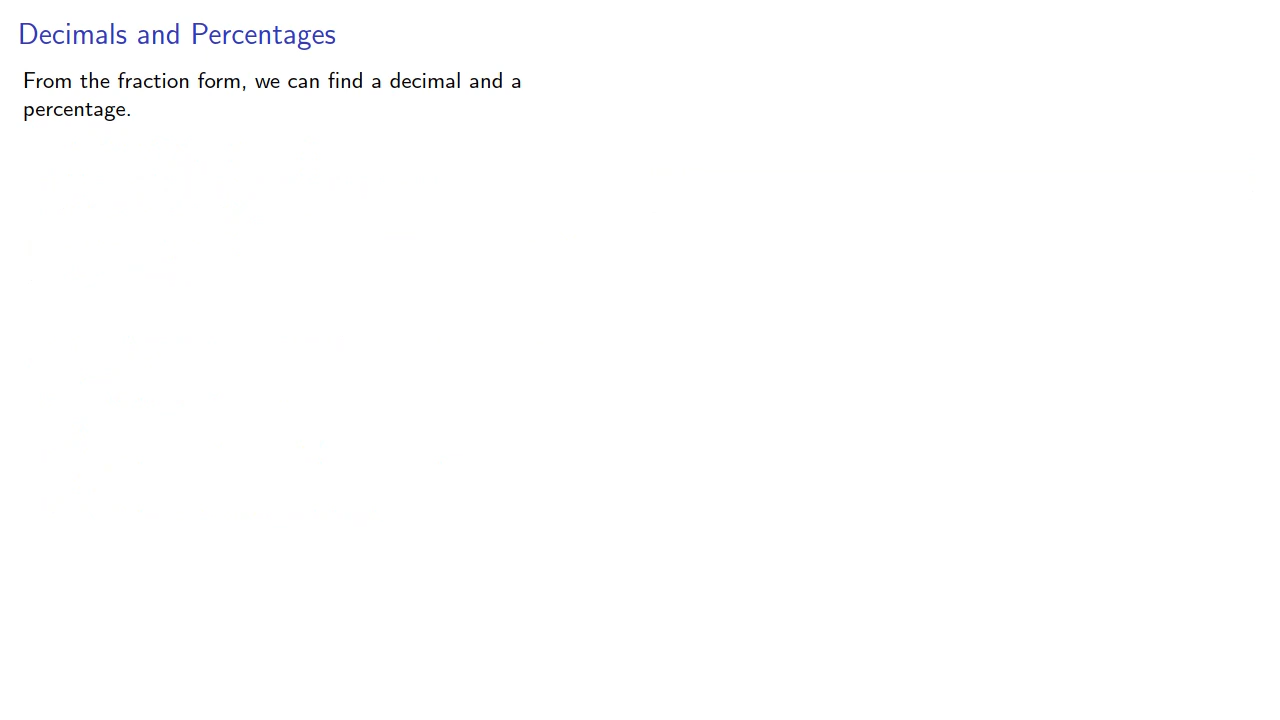 Decimals and Percentages
From the fraction form, we can find a decimal and a
percentage.